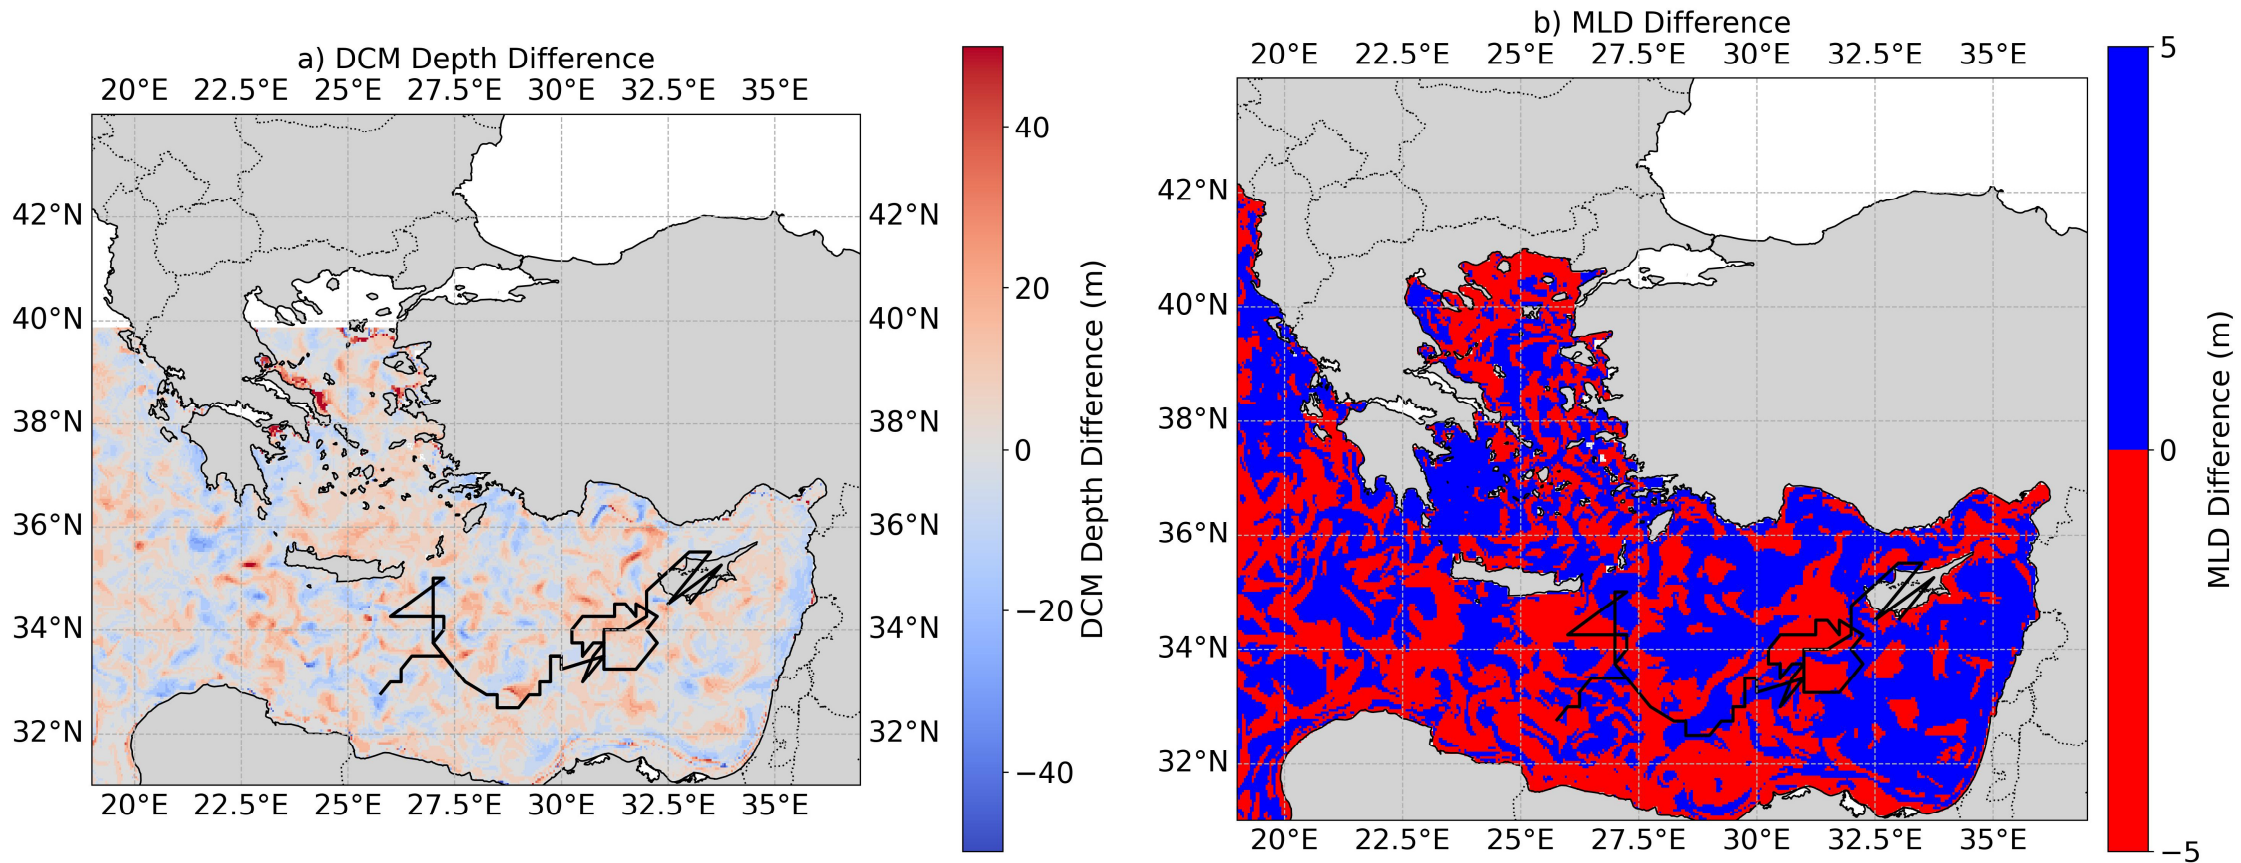 a) DCM Depth Difference
20°E 22.5°E 25°E 27.5°E 30°E 32.5°E 35°E
42°N 42°N
40°N 40°N
38°N 38°N
36°N 36°N
34°N 34°N
32°N 32°N
20°E 22.5°E 25°E 27.5°E 30°E 32.5°E 35°E
40
20
0
−20
−40
DCM Depth Difference (m)
b) MLD Difference
20°E 22.5°E 25°E 27.5°E 30°E 32.5°E 35°E
42°N
40°N
38°N
36°N
34°N
32°N
20°E 22.5°E 25°E 27.5°E 30°E 32.5°E 35°E
5
0
−5
MLD Difference (m)